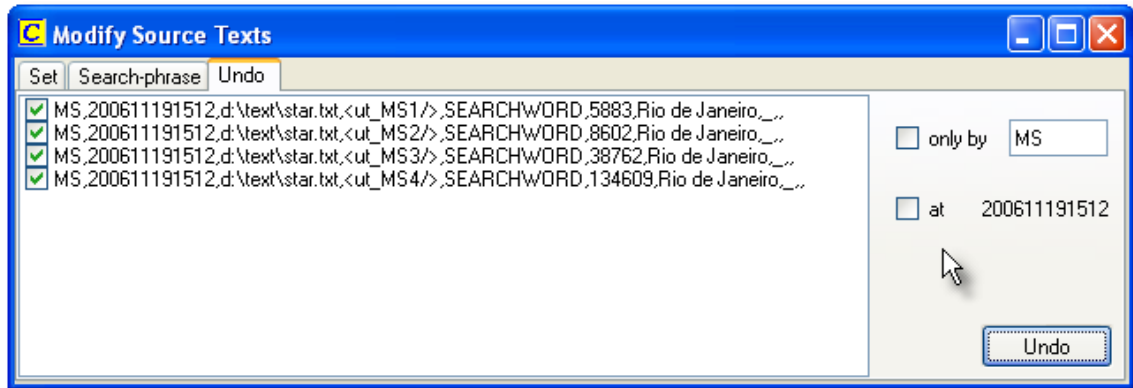 C Modify Source Texts
Set Search-phrase Undo
MS,200611191512,d:\text\star.txt,<ut_MS1/>,SEARCHWORD,5883,Rio de Janeiro,_,,
MS,200611191512,d:\text\star.txt,<ut_MS2/>,SEARCHWORD,8602,Rio de Janeiro,_,,
MS,200611191512,d:\text\star.txt,<ut_MS3/>,SEARCHWORD,38762,Rio de Janeiro,_,,
MS,200611191512,d:\text\star.txt,<ut_MS4/>,SEARCHWORD,134609,Rio de Janeiro,_,,
only by MS
at 200611191512
Undo